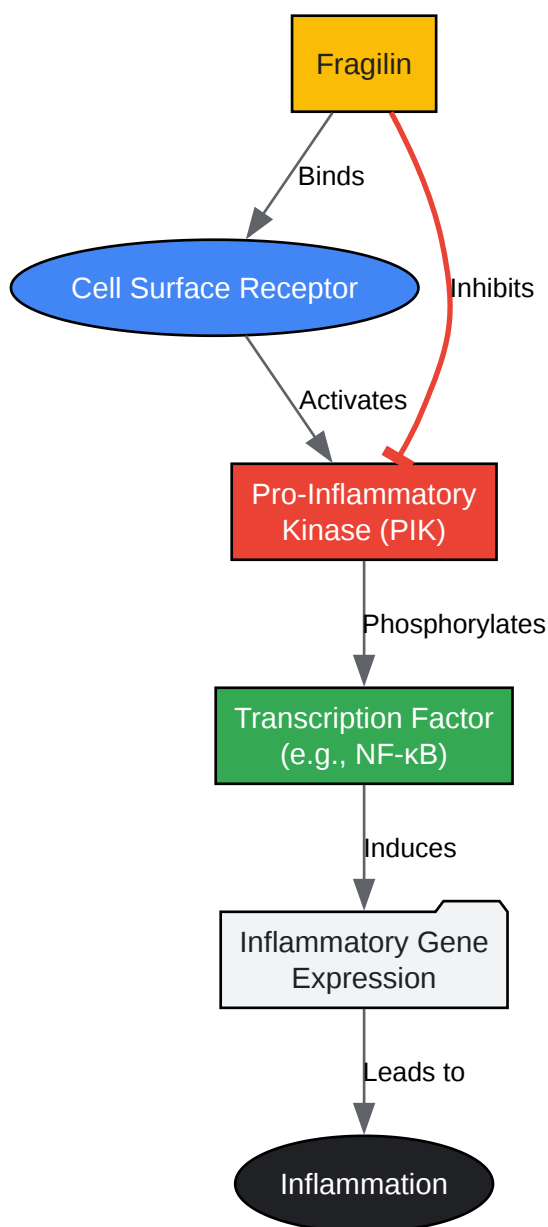 Fragilin
Binds
Cell Surface Receptor
Inhibits
Activates
Pro-Inflammatory
Kinase (PIK)
Phosphorylates
Transcription Factor
(e.g., NF-κB)
Induces
Inflammatory Gene
Expression
Leads to
Inflammation